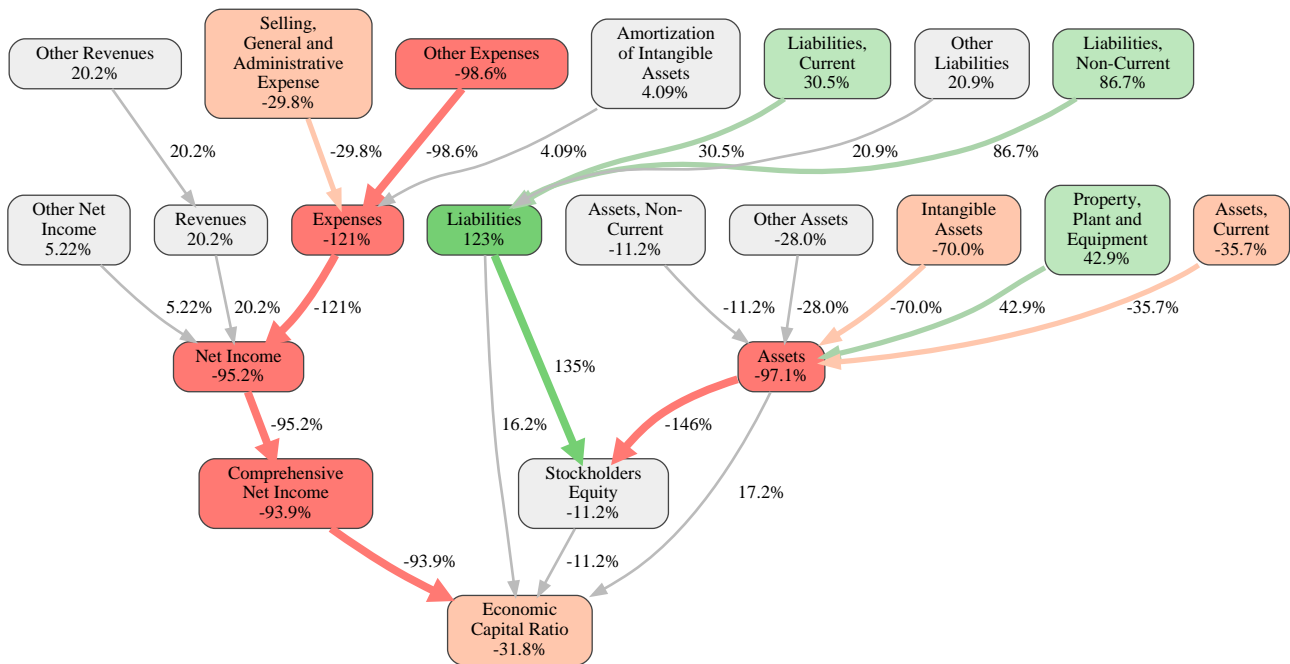 Other Revenues
20.2%
Selling,
General and
Administrative
Expense
-29.8%
Other Expenses
-98.6%
Amortization
of Intangible
Assets
4.09%
Liabilities,
Current
30.5%
Other
Liabilities
20.9%
Liabilities,
Non-Current
86.7%
20.2%
-29.8%
-98.6%
4.09%
30.5%
20.9%
86.7%
Other Net
Income
5.22%
Revenues
20.2%
Expenses
-121%
Liabilities
123%
Assets, Non-
Current
-11.2%
Other Assets
-28.0%
Intangible
Assets
-70.0%
Property,
Plant and
Equipment
42.9%
Assets,
Current
-35.7%
5.22%
20.2%
-121%
-11.2%
-28.0%
-70.0%
42.9%
-35.7%
Net Income
-95.2%
135%
Assets
-97.1%
-95.2%
16.2%
-146%
Comprehensive
Net Income
-93.9%
Stockholders
Equity
-11.2%
17.2%
-93.9%
-11.2%
Economic
Capital Ratio
-31.8%